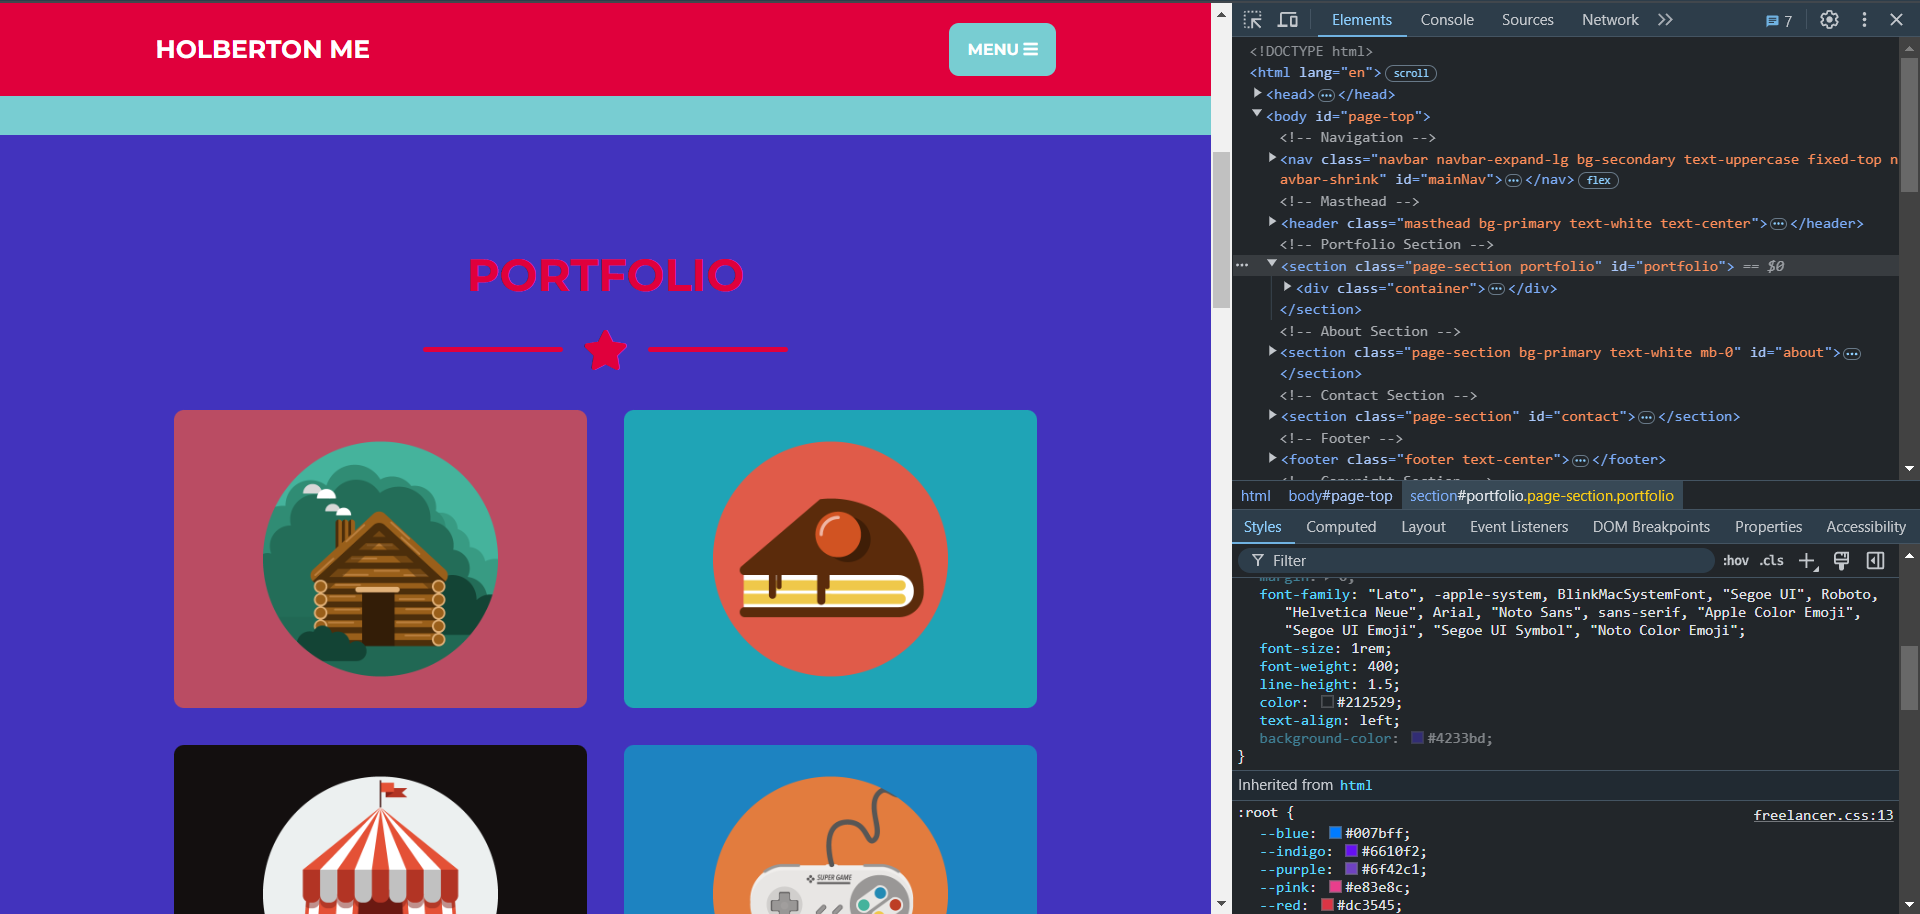 HOLBERTON ME
MENU
PORTFOLIO
SUPER GAME
Elements Console Sources Network 7
<!DOCTYPE html>
<html lang="en"> scroll
<head> </head>
<body id="page-top">
<!-- Navigation -->
<nav class="navbar navbar-expand-lg bg-secondary text-uppercase fixed-top n
avbar-shrink" id="mainNav"> </nav> flex
<!-- Masthead -->
<header class="masthead bg-primary text-white text-center"> </header>
<!-- Portfolio Section -->
<section class="page-section portfolio" id="portfolio"> == $0
<div class="container"> </div>
</section>
<!-- About Section -->
<section class="page-section bg-primary text-white mb-0" id="about">
</section>
<!-- Contact Section -->
<section class="page-section" id="contact"> </section>
<!-- Footer -->
<footer class="footer text-center"> </footer>
html body#page-top section#portfolio.page-section.portfolio
Styles Computed Layout Event Listeners DOM Breakpoints Properties Accessibility
Filter :hov .cls
font-family: "Lato", -apple-system, BlinkMacSystemFont, "Segoe UI", Roboto,
"Helvetica Neue", Arial, "Noto Sans", sans-serif, "Apple Color Emoji",
"Segoe UI Emoji", "Segoe UI Symbol", "Noto Color Emoji";
font-size: 1rem;
font-weight: 400;
line-height: 1.5;
color: #212529;
text-align: left;
background-color: #4233bd;
}
Inherited from html
:root { freelancer.css:13
--blue: #007bff;
--indigo: #6610f2;
--purple: #6f42c1;
--pink: #e83e8c;
--red: #dc3545;